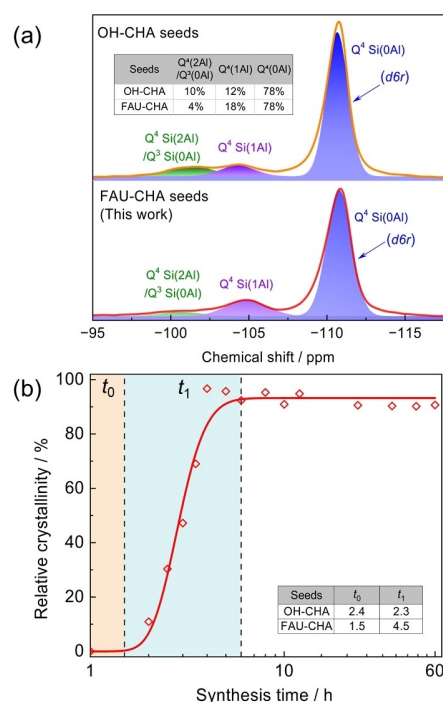 (a)
OH-CHA seeds
Seeds Q⁴(2Al)/Q³(0Al) Q⁴(1Al) Q⁴(0Al)
OH-CHA 10% 12% 78%
FAU-CHA 4% 18% 78%
Q⁴ Si(0Al)
(d6r)
Q⁴ Si(2Al)
/Q³ Si(0Al)
Q⁴ Si(1Al)
FAU-CHA seeds
(This work)
Q⁴ Si(0Al)
(d6r)
Q⁴ Si(2Al)
/Q³ Si(0Al)
Q⁴ Si(1Al)
−95 −100 −105 −110 −115
Chemical shift / ppm
(b)
t₀ t₁
Relative crystallinity / %
100
80
60
40
20
0
Seeds t₀ t₁
OH-CHA 2.4 2.3
FAU-CHA 1.5 4.5
1 10 60
Synthesis time / h